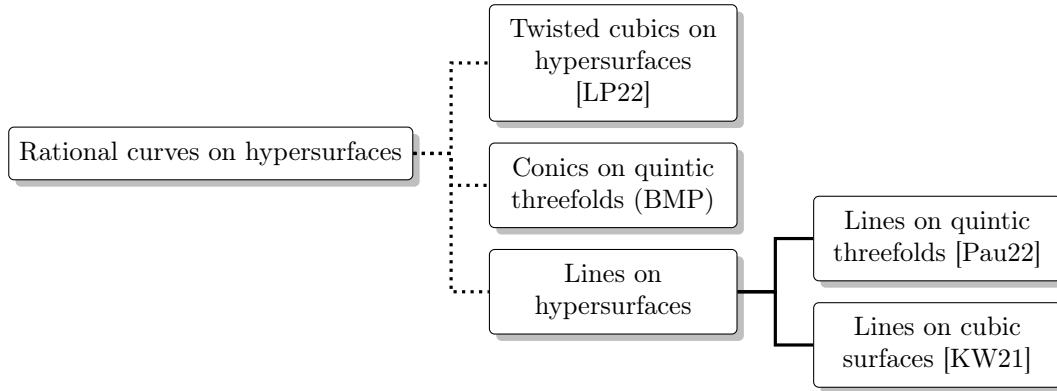 Rational curves on hypersurfaces
Twisted cubics on
hypersurfaces
[LP22]
Conics on quintic
threefolds (BMP)
Lines on
hypersurfaces
Lines on quintic
threefolds [Pau22]
Lines on cubic
surfaces [KW21]